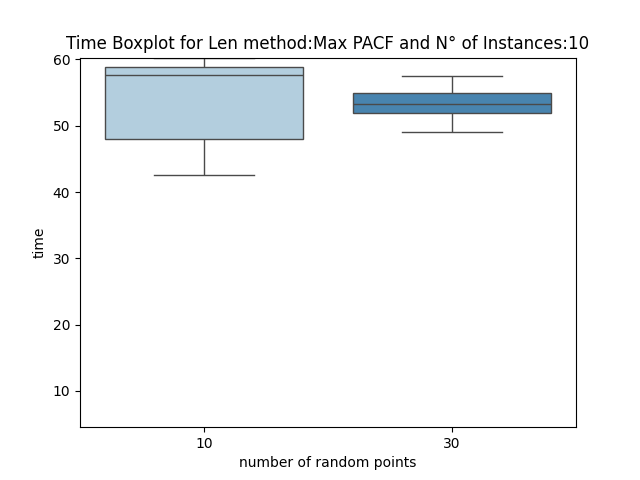 Time Boxplot for Len method:Max PACF and N° of Instances:10
60
50
40
30
20
10
time
10 30
number of random points